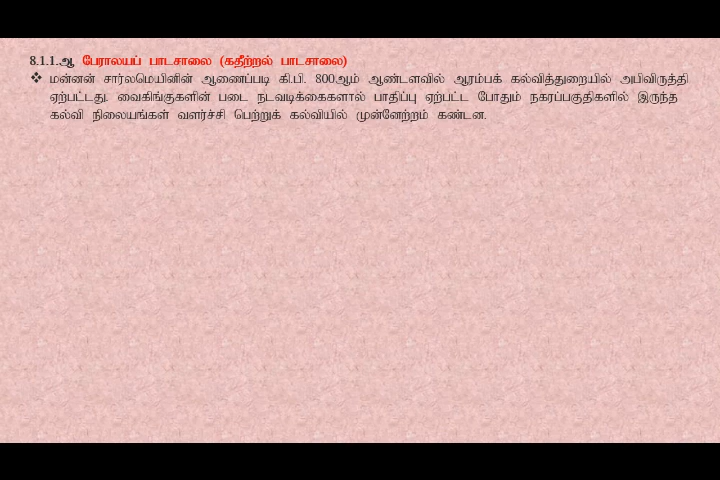 8.1.1.ஆ பேராலயப் பாடசாலை (கதீற்றல் பாடசாலை)
❖ மன்னன் சார்லமெயினின் ஆணைப்படி கி.பி. 800ஆம் ஆண்டளவில் ஆரம்பக் கல்வித்துறையில் அபிவிருத்தி
ஏற்பட்டது. வைகிங்குகளின் படை நடவடிக்கைகளால் பாதிப்பு ஏற்பட்ட போதும் நகரப்பகுதிகளில் இருந்த
கல்வி நிலையங்கள் வளர்ச்சி பெற்றுக் கல்வியில் முன்னேற்றம் கண்டன.